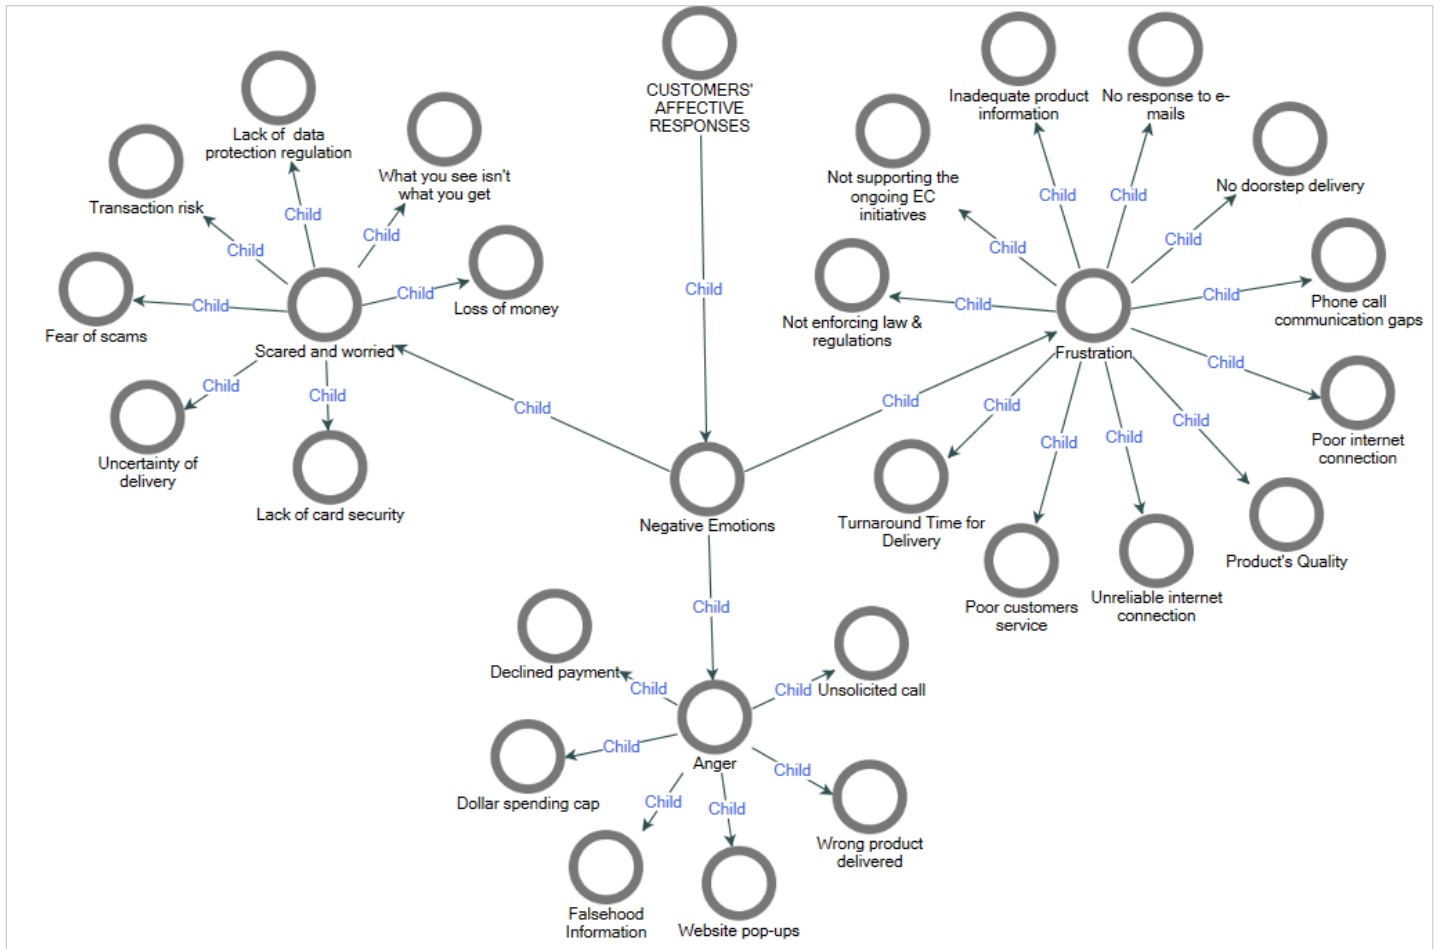 CUSTOMERS'
AFFECTIVE
RESPONSES
Child
Negative Emotions
Child
Child
Child
Lack of data
protection regulation
What you see isn't
what you get
Transaction risk
Loss of money
Fear of scams
Scared and worried
Uncertainty of
delivery
Lack of card security
Child
Child
Child
Child
Child
Child
Child
Inadequate product
information
No response to e-
mails
Not supporting the
ongoing EC
initiatives
No doorstep delivery
Not enforcing law &
regulations
Phone call
communication gaps
Frustration
Poor internet
connection
Turnaround Time for
Delivery
Product's Quality
Poor customers
service
Unreliable internet
connection
Child
Child
Child
Child
Child
Child
Child
Child
Child
Child
Child
Declined payment
Unsolicited call
Anger
Dollar spending cap
Wrong product
delivered
Falsehood
Information
Website pop-ups
Child
Child
Child
Child
Child
Child